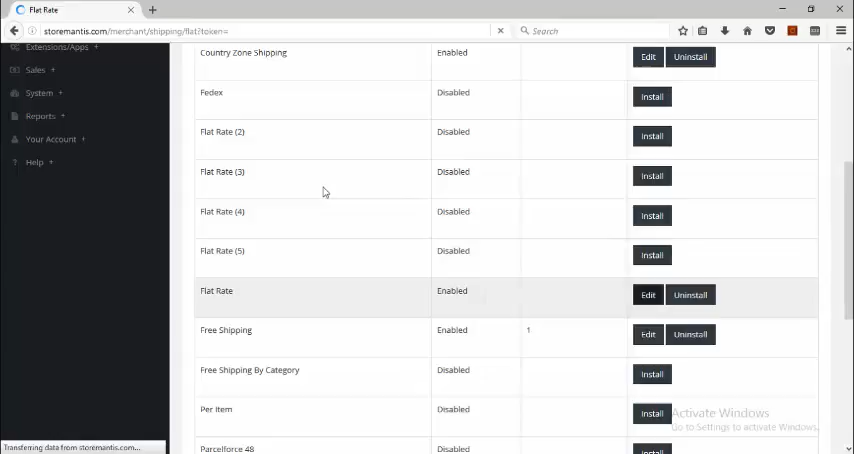 Flat Rate
storemantis.com/merchant/shipping/flat?token=
Search
Extensions/Apps +
Sales +
System +
Reports +
Your Account +
? Help +
Country Zone Shipping Enabled Edit Uninstall
Fedex Disabled Install
Flat Rate (2) Disabled Install
Flat Rate (3) Disabled Install
Flat Rate (4) Disabled Install
Flat Rate (5) Disabled Install
Flat Rate Enabled Edit Uninstall
Free Shipping Enabled 1 Edit Uninstall
Free Shipping By Category Disabled Install
Per Item Disabled Install
Parcelforce 48 Disabled Install
Activate Windows
Go to Settings to activate Windows.
Transferring data from storemantis.com...